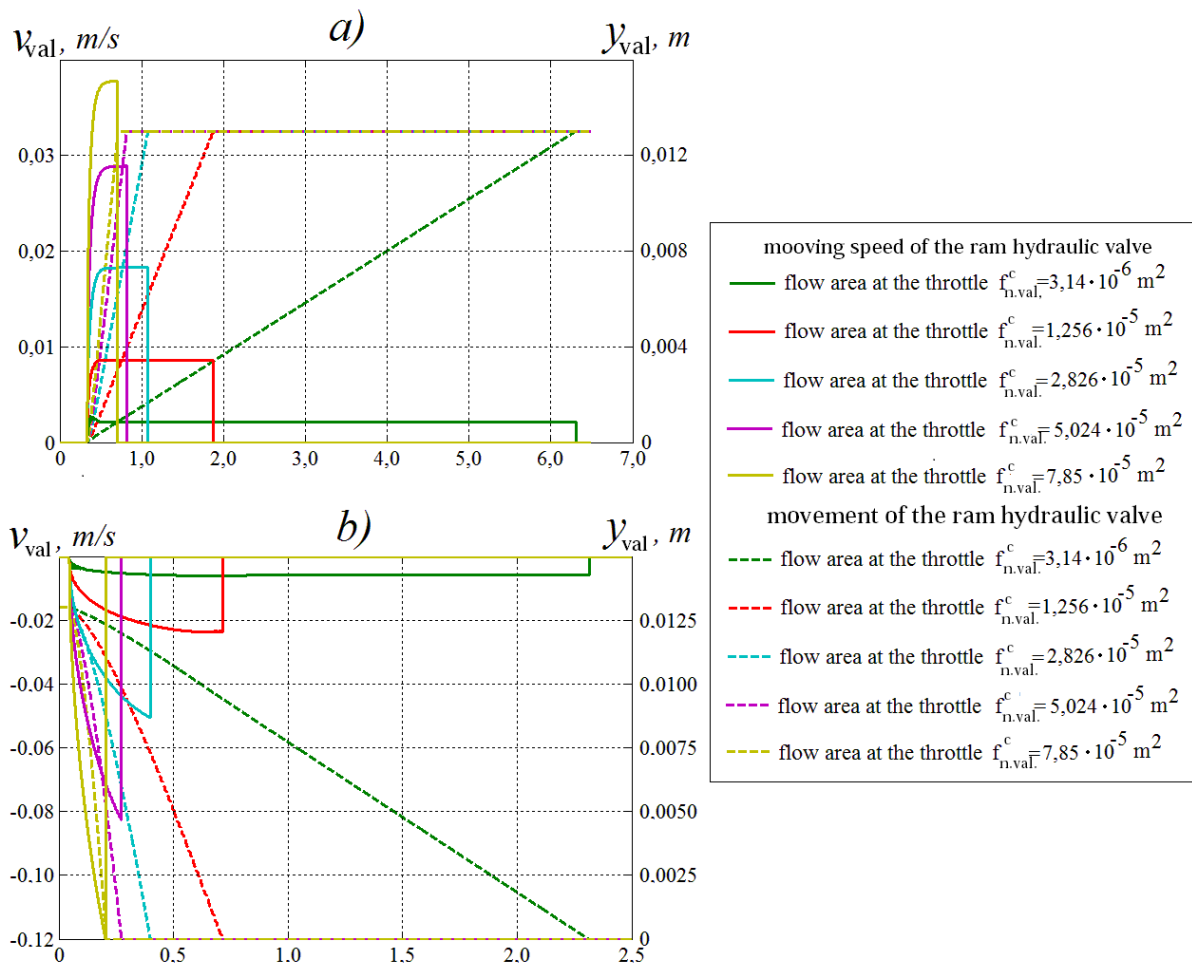 a)
v_val, m/s
y_val, m
0,03
0,02
0,01
0
0,012
0,008
0,004
0
0 1,0 2,0 3,0 4,0 5,0 6,0 7,0
b)
v_val, m/s
y_val, m
-0.02
-0.04
-0.06
-0.08
-0.10
-0.12
0.0125
0.0100
0.0075
0.0050
0.0025
0
0 0,5 1,0 1,5 2,0 2,5
mooving speed of the ram hydraulic valve
flow area at the throttle f^c_n.val,=3,14·10^-6 m^2
flow area at the throttle f^c_n.val.=1,256·10^-5 m^2
flow area at the throttle f^c_n.val.=2,826·10^-5 m^2
flow area at the throttle f^c_n.val.=5,024·10^-5 m^2
flow area at the throttle f^c_n.val.=7,85·10^-5 m^2
movement of the ram hydraulic valve
flow area at the throttle f^c_n.val.=3,14·10^-6 m^2
flow area at the throttle f^c_n.val.=1,256·10^-5 m^2
flow area at the throttle f^c_n.val.=2,826·10^-5 m^2
flow area at the throttle f^c_n.val.=5,024·10^-5 m^2
flow area at the throttle f^c_n.val.=7,85·10^-5 m^2